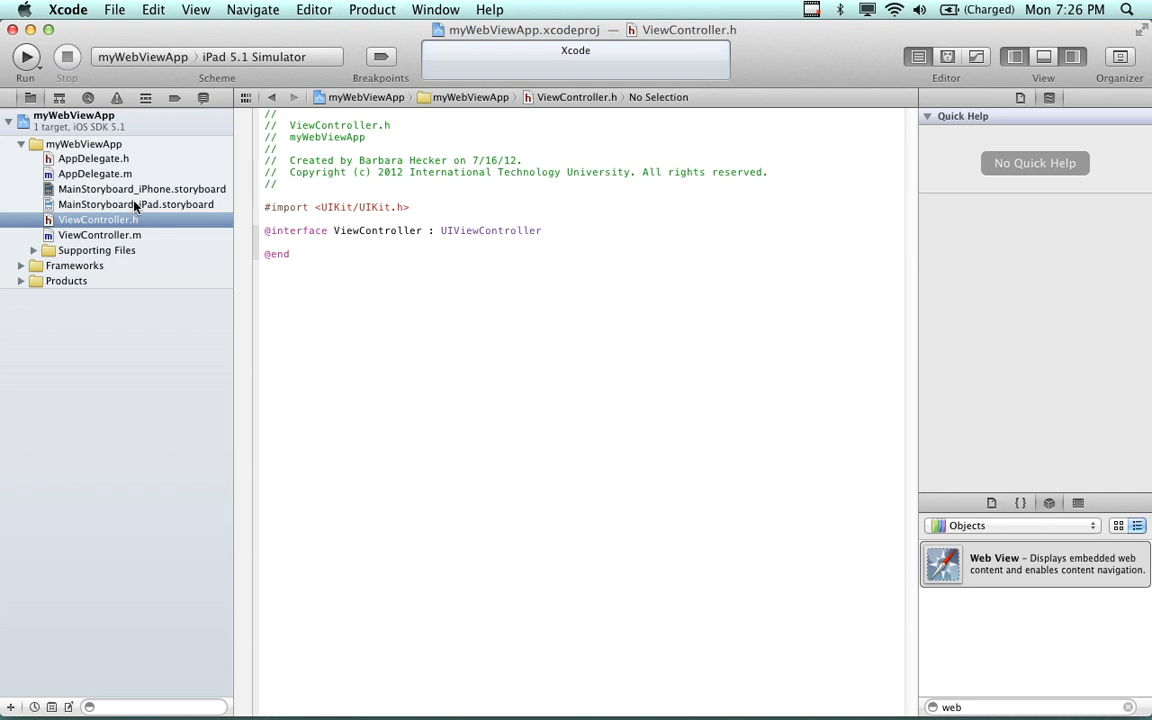 Xcode File Edit View Navigate Editor Product Window Help (Charged) Mon 7:26 PM
myWebViewApp.xcodeproj — ViewController.h
myWebViewApp iPad 5.1 Simulator
Xcode
Run Stop Scheme Breakpoints Editor View Organizer
myWebViewApp
1 target, iOS SDK 5.1
myWebViewApp
AppDelegate.h
AppDelegate.m
MainStoryboard_iPhone.storyboard
MainStoryboard_iPad.storyboard
ViewController.h
ViewController.m
Supporting Files
Frameworks
Products
myWebViewApp myWebViewApp ViewController.h No Selection
//
// ViewController.h
// myWebViewApp
//
// Created by Barbara Hecker on 7/16/12.
// Copyright (c) 2012 International Technology University. All rights reserved.
//
#import <UIKit/UIKit.h>
@interface ViewController : UIViewController
@end
Quick Help
No Quick Help
{}
Objects
Web View – Displays embedded web
content and enables content navigation.
web